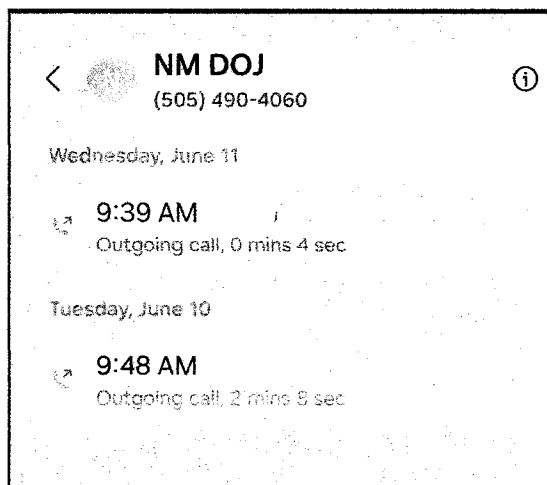 NM DOJ
(505) 490-4060
Wednesday, June 11
9:39 AM
Outgoing call, 0 mins 4 sec
Tuesday, June 10
9:48 AM
Outgoing call, 2 mins 8 sec